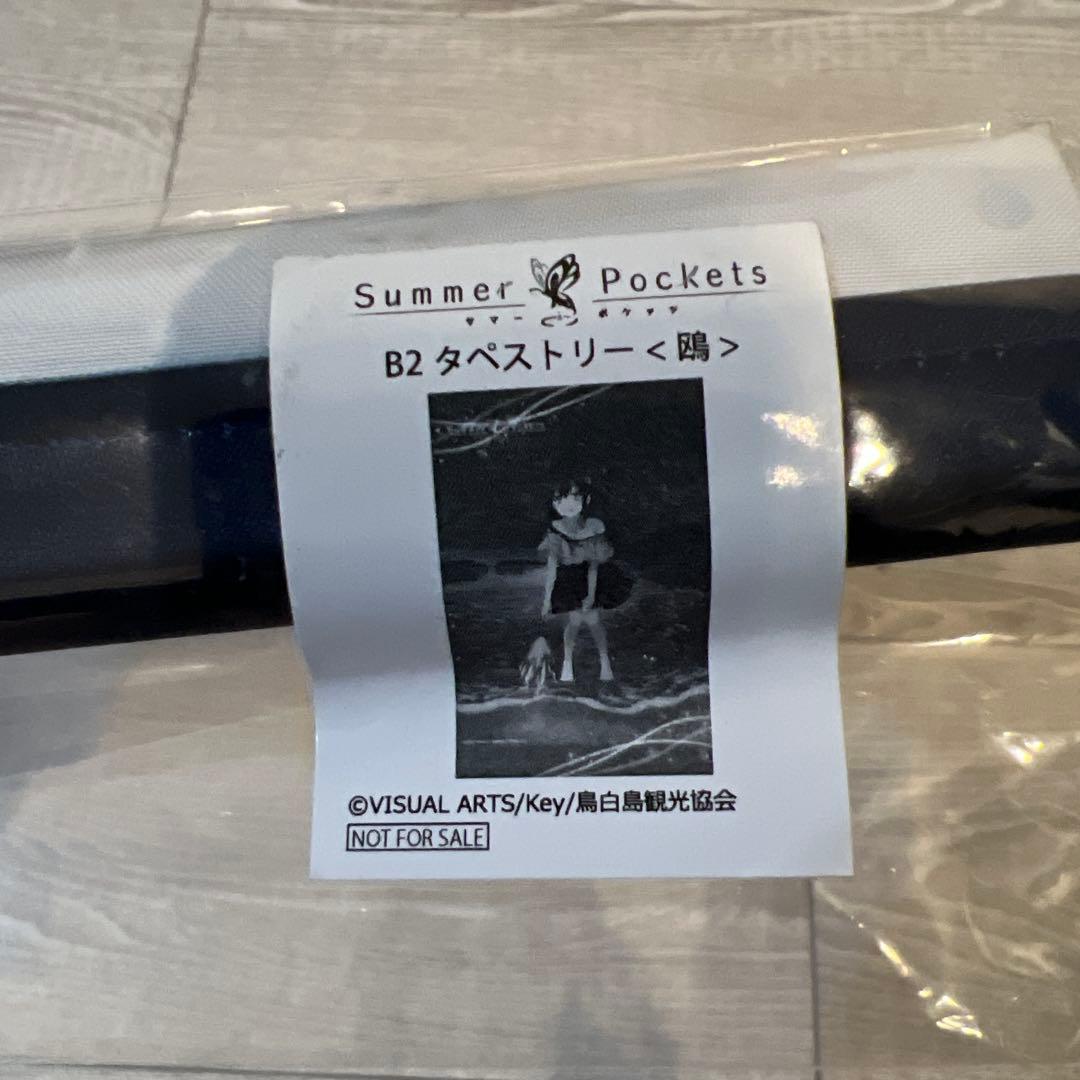 Summer Pockets
サマー ポケッツ
B2 タペストリー<鴎>
©VISUAL ARTS/Key/鳥白島観光協会
NOT FOR SALE